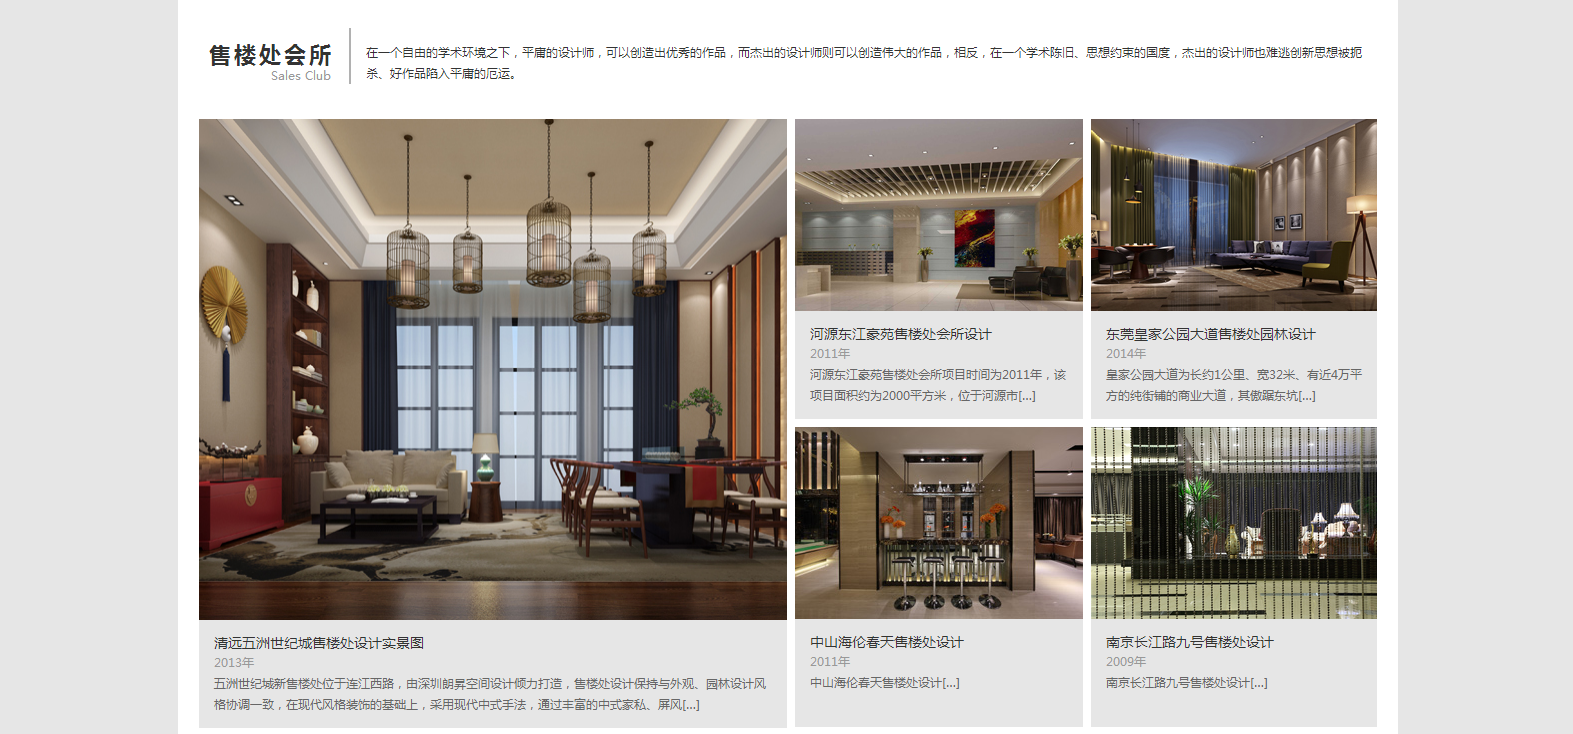 售楼处会所
Sales Club
在一个自由的学术环境之下，平庸的设计师，可以创造出优秀的作品，而杰出的设计师则可以创造伟大的作品，相反，在一个学术陈旧、思想约束的国度，杰出的设计师也难逃创新思想被扼
杀、好作品陷入平庸的厄运。
清远五洲世纪城售楼处设计实景图
2013年
五洲世纪城新售楼处位于连江西路，由深圳朗昇空间设计倾力打造，售楼处设计保持与外观、园林设计风
格协调一致，在现代风格装饰的基础上，采用现代中式手法，通过丰富的中式家私、屏风[...]
河源东江豪苑售楼处会所设计
2011年
河源东江豪苑售楼处会所项目时间为2011年，该
项目面积约为2000平方米，位于河源市[...]
东莞皇家公园大道售楼处园林设计
2014年
皇家公园大道为长约1公里、宽32米、有近4万平
方的纯街铺的商业大道，其傲踞东坑[...]
中山海伦春天售楼处设计
2011年
中山海伦春天售楼处设计[...]
南京长江路九号售楼处设计
2009年
南京长江路九号售楼处设计[...]